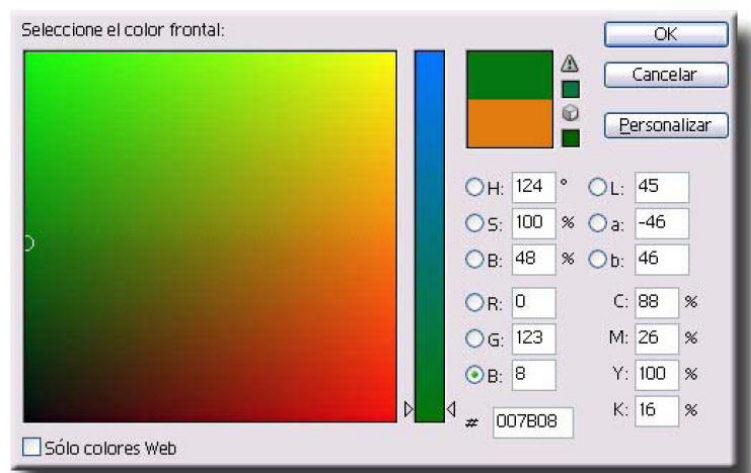 Seleccione el color frontal:
OK
Cancelar
Personalizar
H: 124 ° L: 45
S: 100 % a: -46
B: 48 % b: 46
R: 0 C: 88 %
G: 123 M: 26 %
B: 8 Y: 100 %
# 007B08 K: 16 %
Sólo colores Web